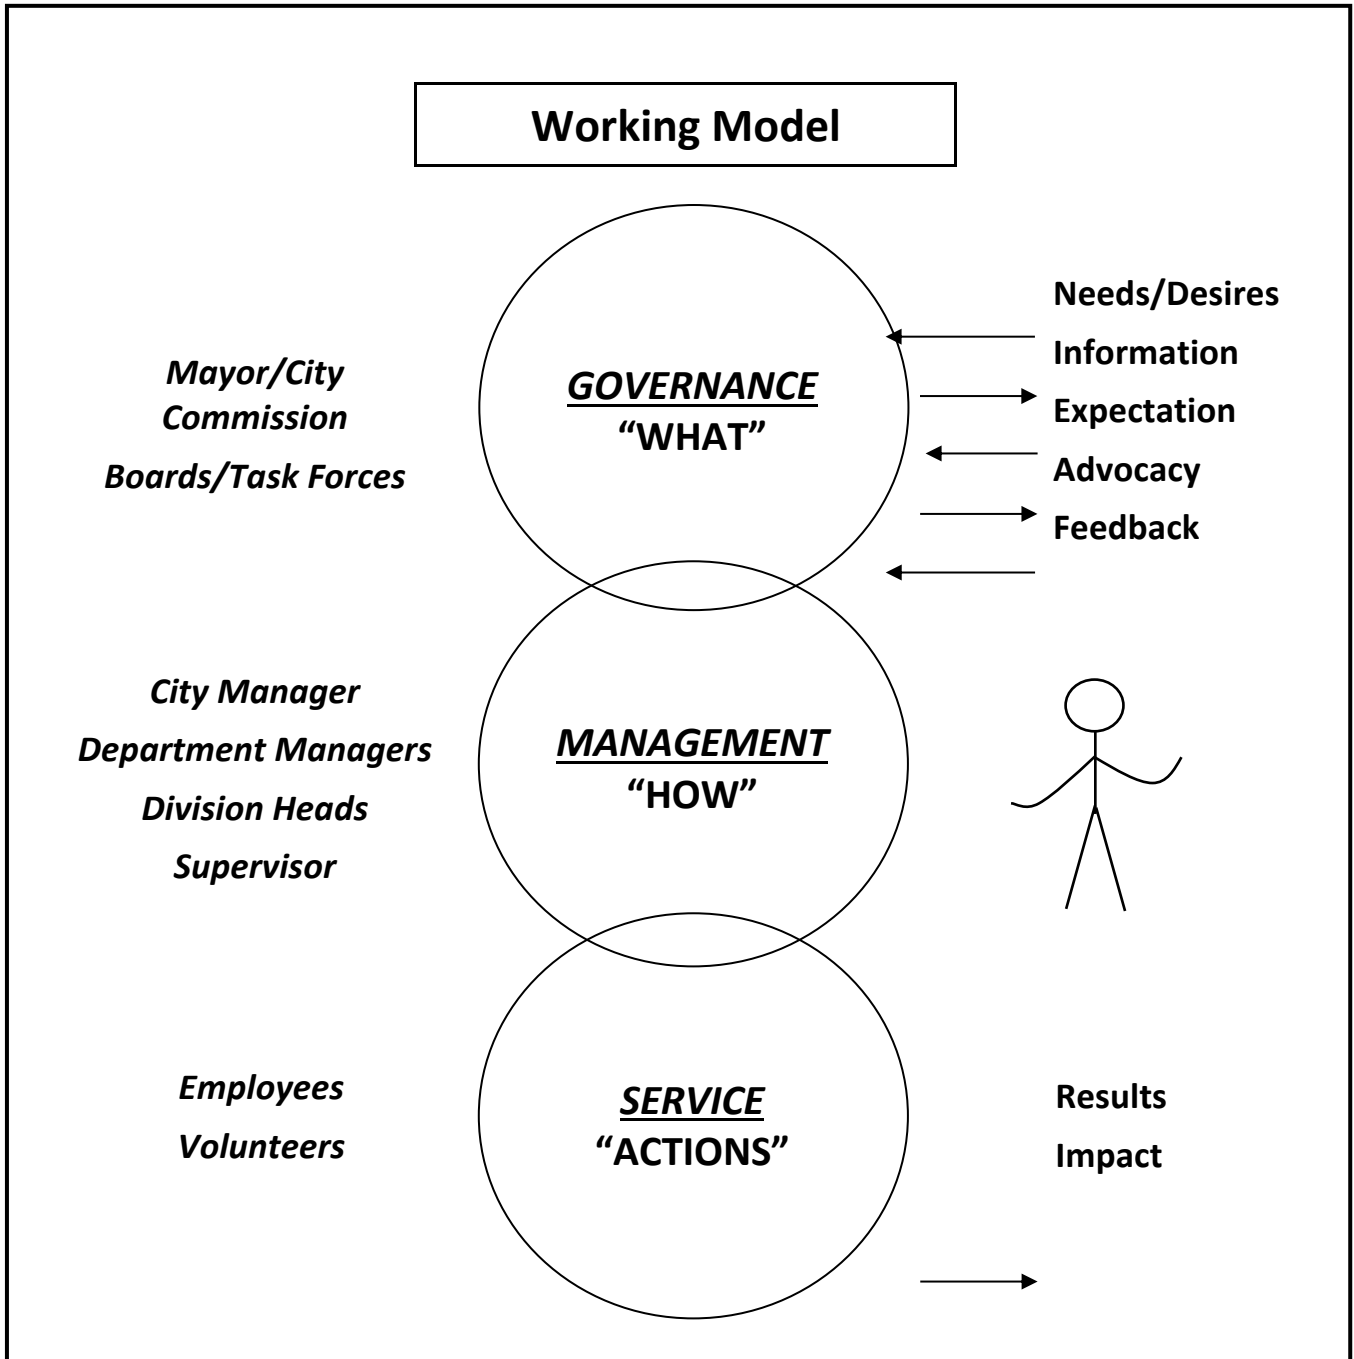 Working Model
Mayor/City
Commission
Boards/Task Forces
GOVERNANCE
“WHAT”
Needs/Desires
Information
Expectation
Advocacy
Feedback
City Manager
Department Managers
Division Heads
Supervisor
MANAGEMENT
“HOW”
Employees
Volunteers
SERVICE
“ACTIONS”
Results
Impact